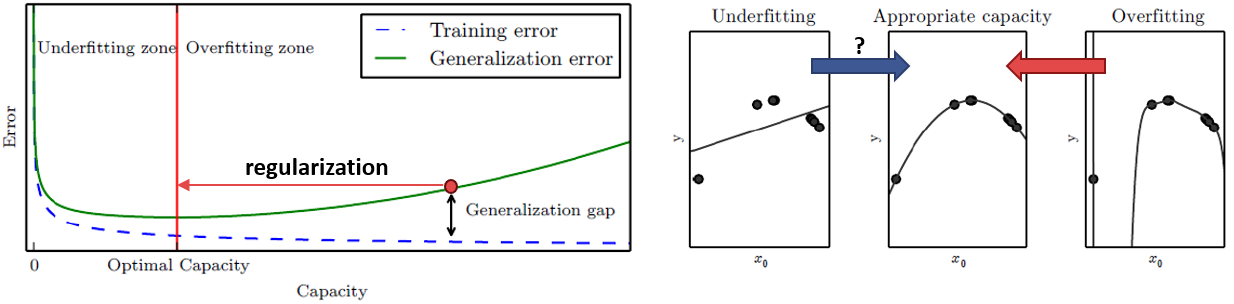 Underfitting zone
Overfitting zone
Training error
Generalization error
regularization
Generalization gap
Error
0
Optimal Capacity
Capacity
Underfitting
Appropriate capacity
Overfitting
?
y
y
y
x₀
x₀
x₀